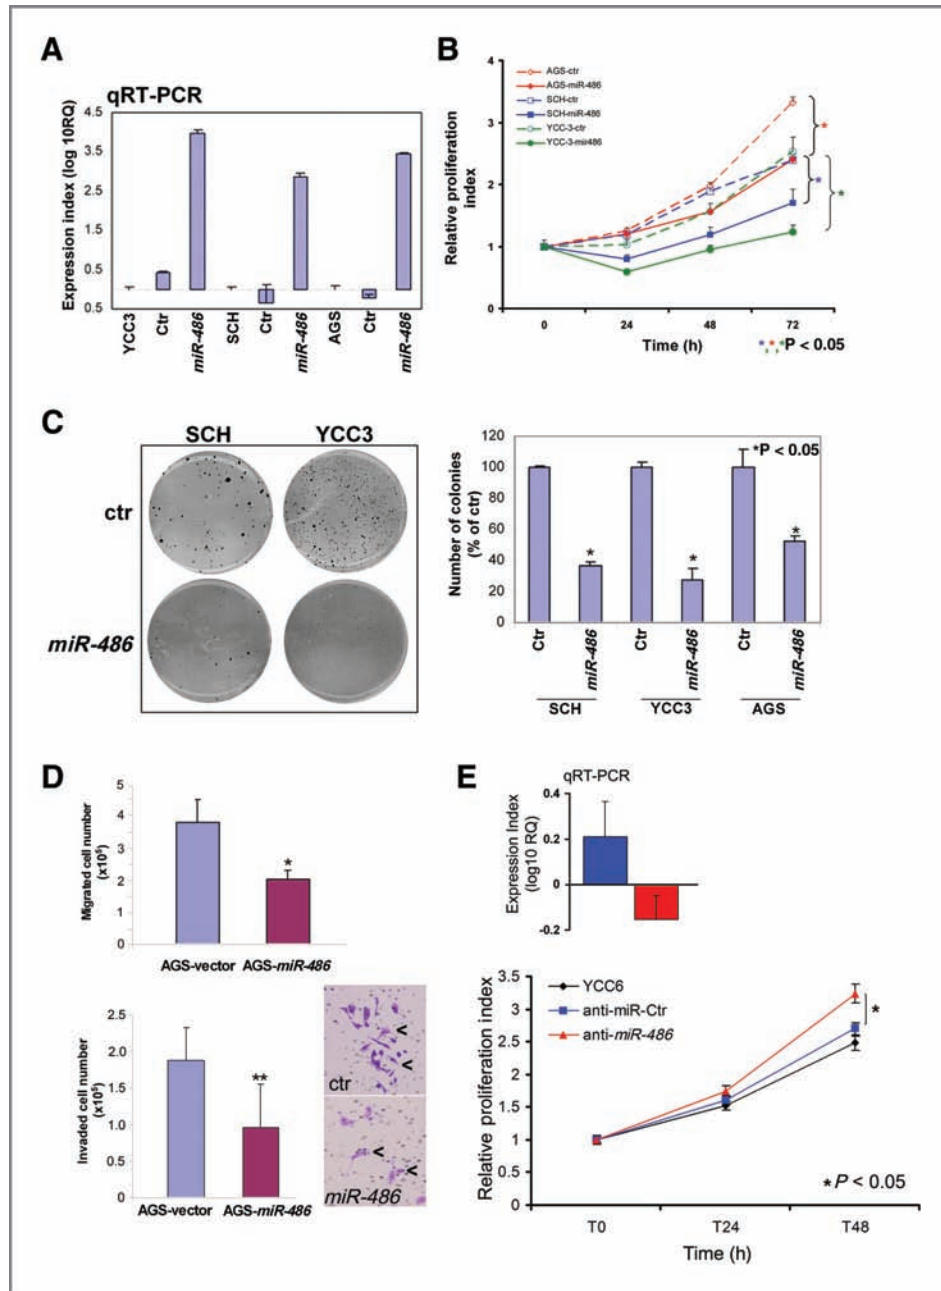 A
qRT-PCR
Expression index (log 10RQ)
4.5
3.5
2.5
1.5
0.5
0.5
YCC3
Ctr
miR-486
SCH
Ctr
miR-486
AGS
Ctr
miR-486
B
Relative proliferation
index
4
3
2
1
0
AGS-ctr
AGS-miR-486
SCH-ctr
SCH-miR-486
YCC-3-ctr
YCC-3-mir486
*
*
*
0
24
48
72
Time (h)
* * * P < 0.05
C
SCH
YCC3
ctr
miR-486
Number of colonies
(% of ctr)
120
100
80
60
40
20
0
*P < 0.05
*
*
*
Ctr
miR-486
Ctr
miR-486
Ctr
miR-486
SCH
YCC3
AGS
D
Migrated cell number
(x10⁵)
5
4
3
2
1
0
*
AGS-vector
AGS-miR-486
Invaded cell number
(x10⁵)
2.5
2.0
1.5
1.0
0.5
0
**
AGS-vector
AGS-miR-486
<
<
ctr
<
<
miR-486
E
qRT-PCR
Expression Index
(log10 RQ)
0.4
0.2
0
-0.2
Relative proliferation index
3.5
3
2.5
2
1.5
1
0.5
0
YCC6
anti-miR-Ctr
anti-miR-486
*
*P < 0.05
T0
T24
T48
Time (h)